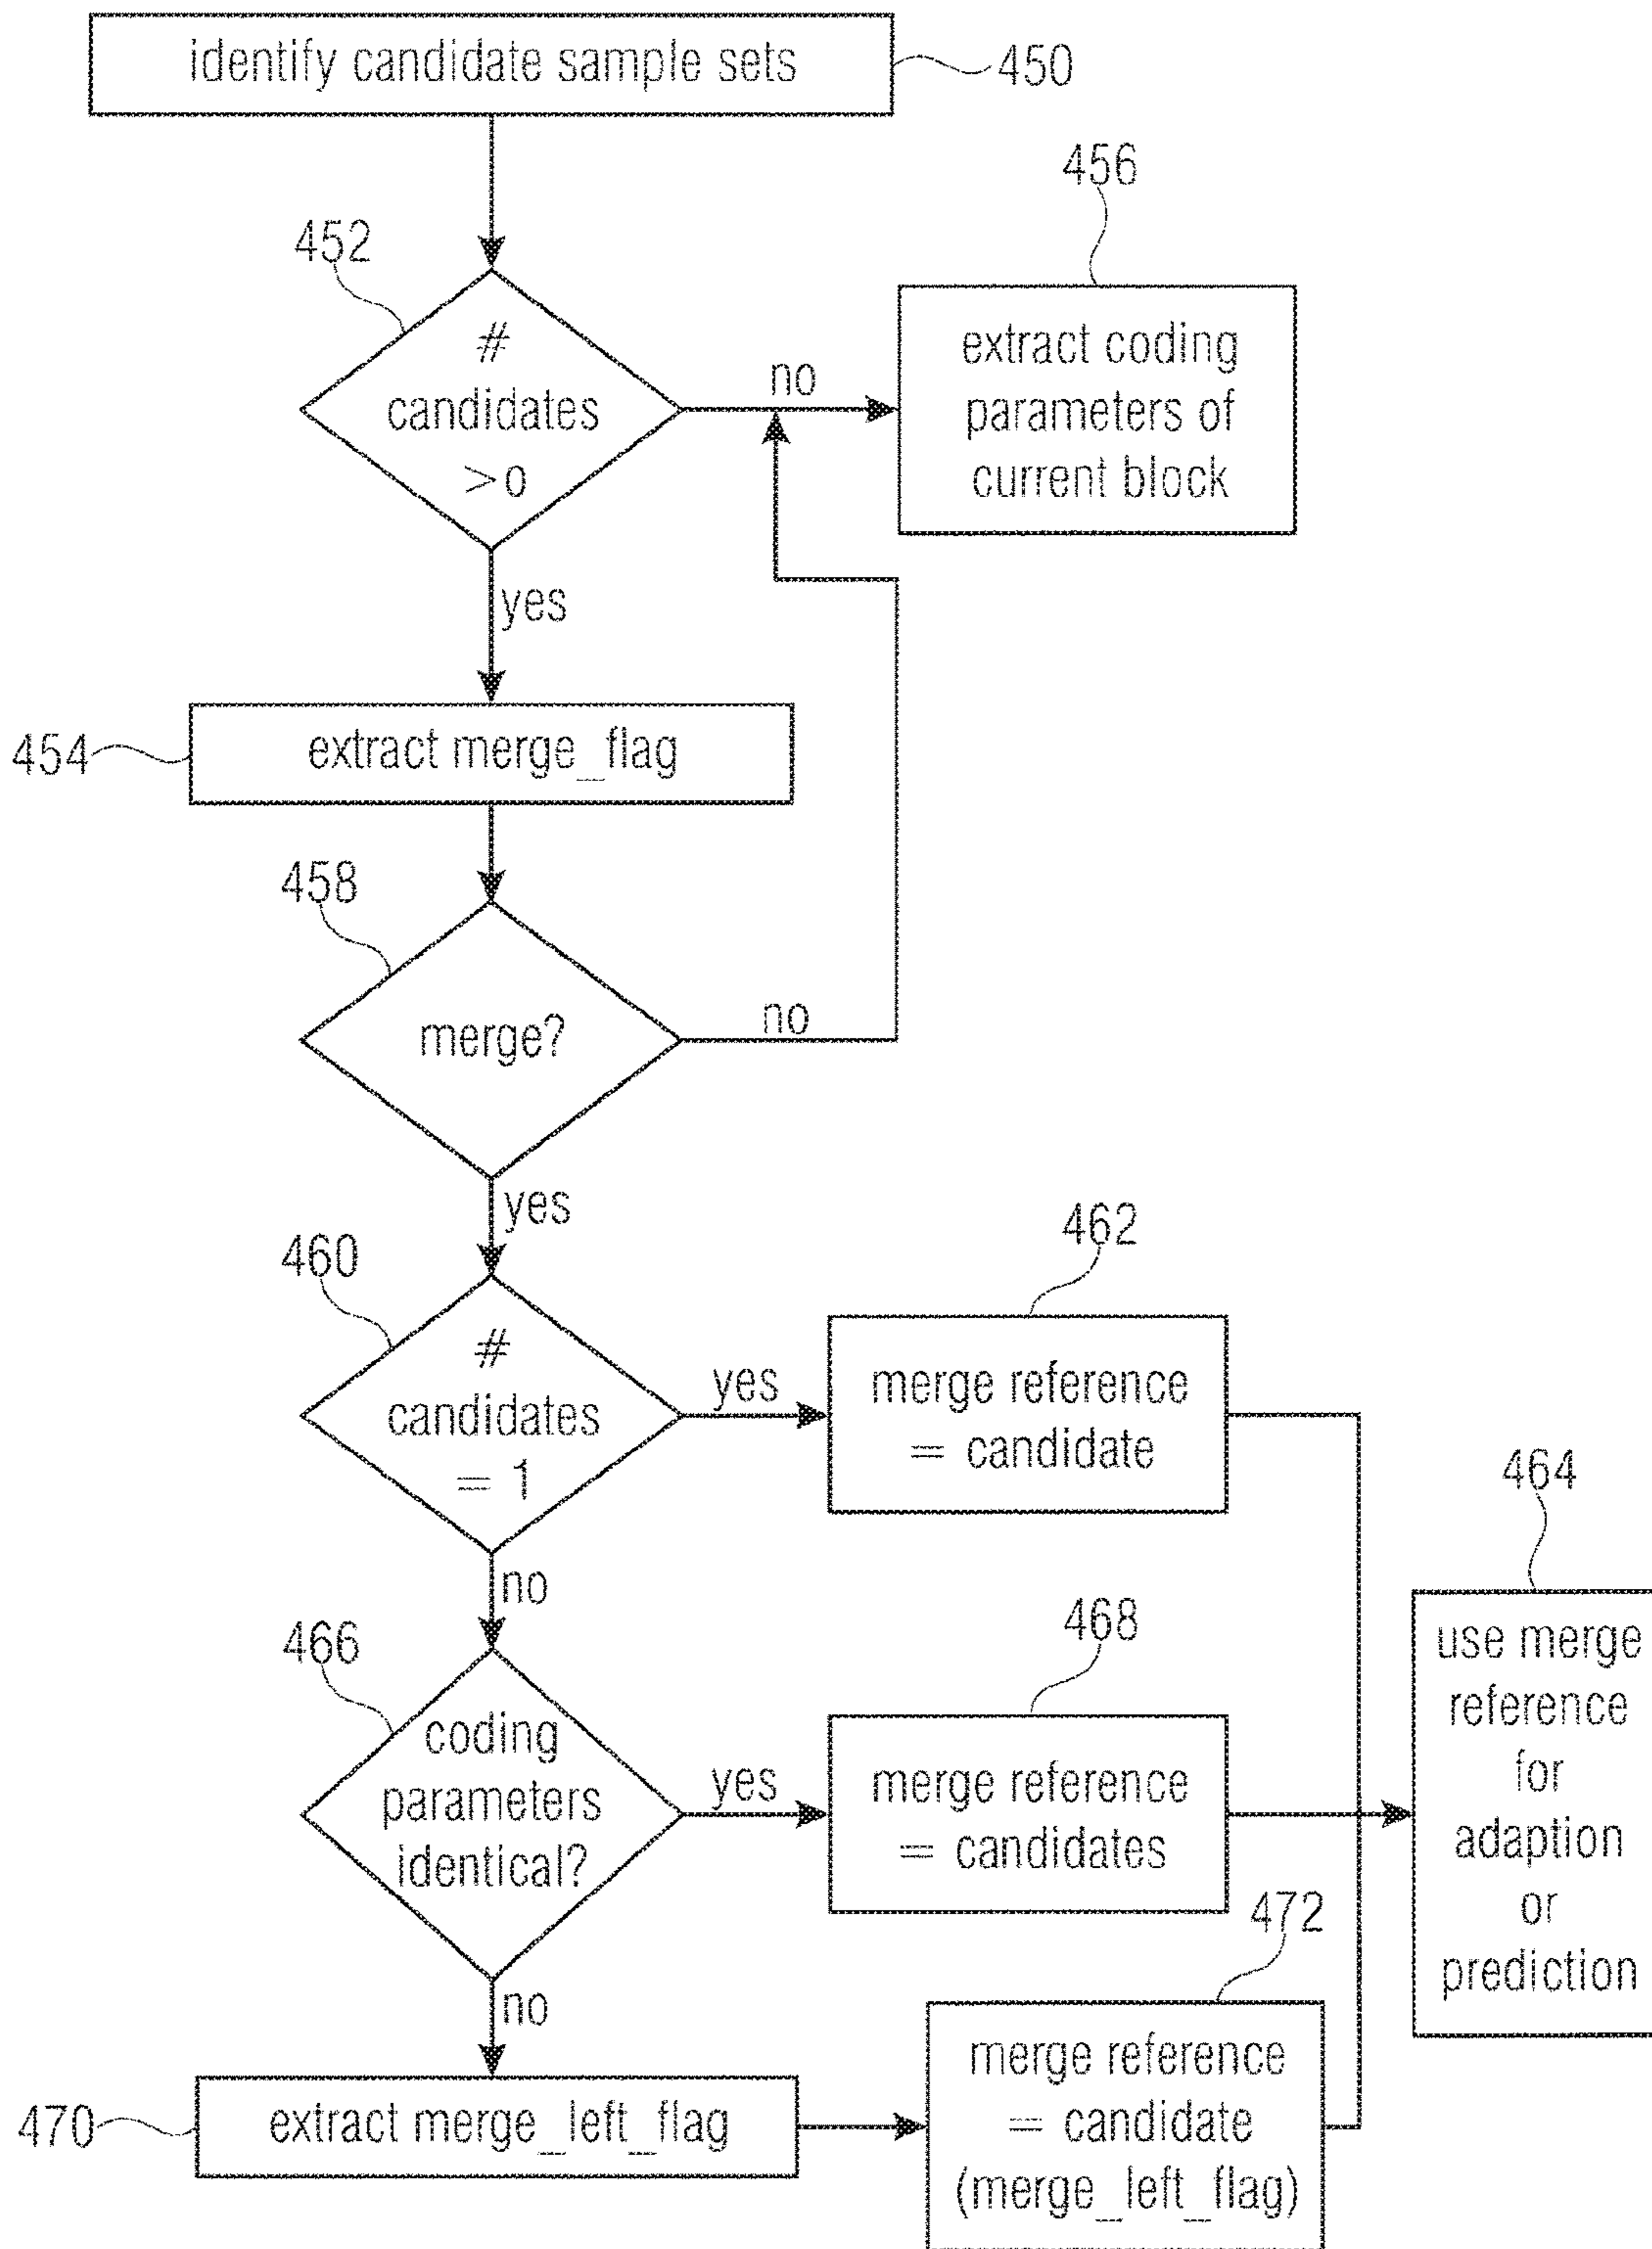 identify candidate sample sets
450
456
452
#
candidates
>o
no
extract coding
parameters of
current block
yes
454
extract merge_flag
458
merge?
no
yes
460
462
#
candidates
= 1
yes
merge reference
= candidate
464
no
466
468
coding
parameters
identical?
yes
merge reference
= candidates
use merge
reference
for
adaption
or
prediction
472
no
470
extract merge_left_flag
merge reference
= candidate
(merge_left_flag)